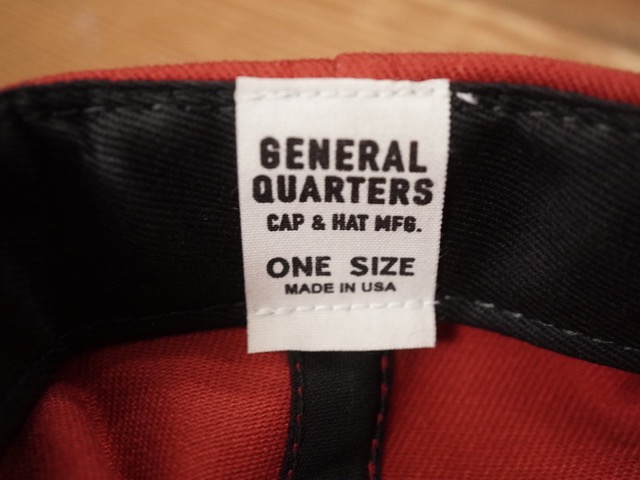 GENERAL
QUARTERS
CAP & HAT MFG.
ONE SIZE
MADE IN USA